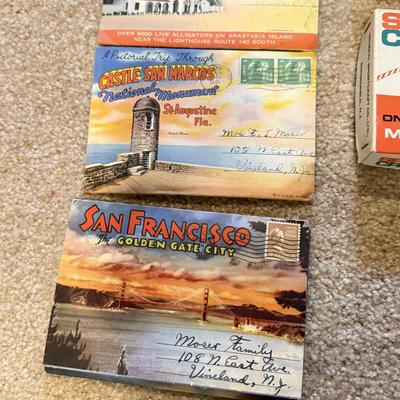 OVER 6000 LIVE ALLIGATORS ON ANASTASIA ISLAND
NEAR THE LIGHTHOUSE ROUTE 140 SOUTH
A Pictorial Trip Through
CASTLE SAN MARCOS
National Monument
St. Augustine
Fla.
108 N. East Ave
Vineland, N.J.
SAN FRANCISCO
The GOLDEN GATE CITY
Moser Family
108 N. East Ave.
Vineland, N.J.
S
C
ON
M